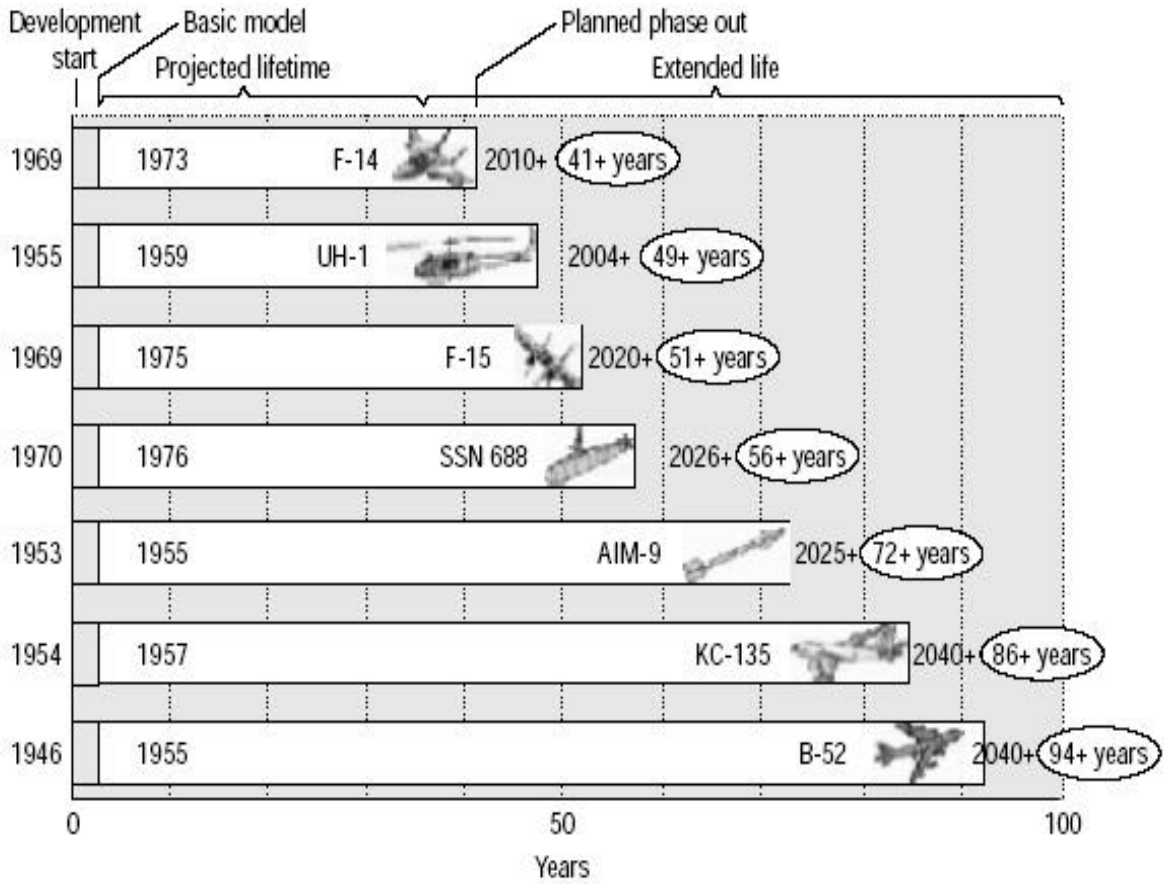 Development start
Basic model
Planned phase out
Projected lifetime
Extended life
1969 1973 F-14 2010+ 41+ years
1955 1959 UH-1 2004+ 49+ years
1969 1975 F-15 2020+ 51+ years
1970 1976 SSN 688 2026+ 56+ years
1953 1955 AIM-9 2025+ 72+ years
1954 1957 KC-135 2040+ 86+ years
1946 1955 B-52 2040+ 94+ years
0 50 100
Years